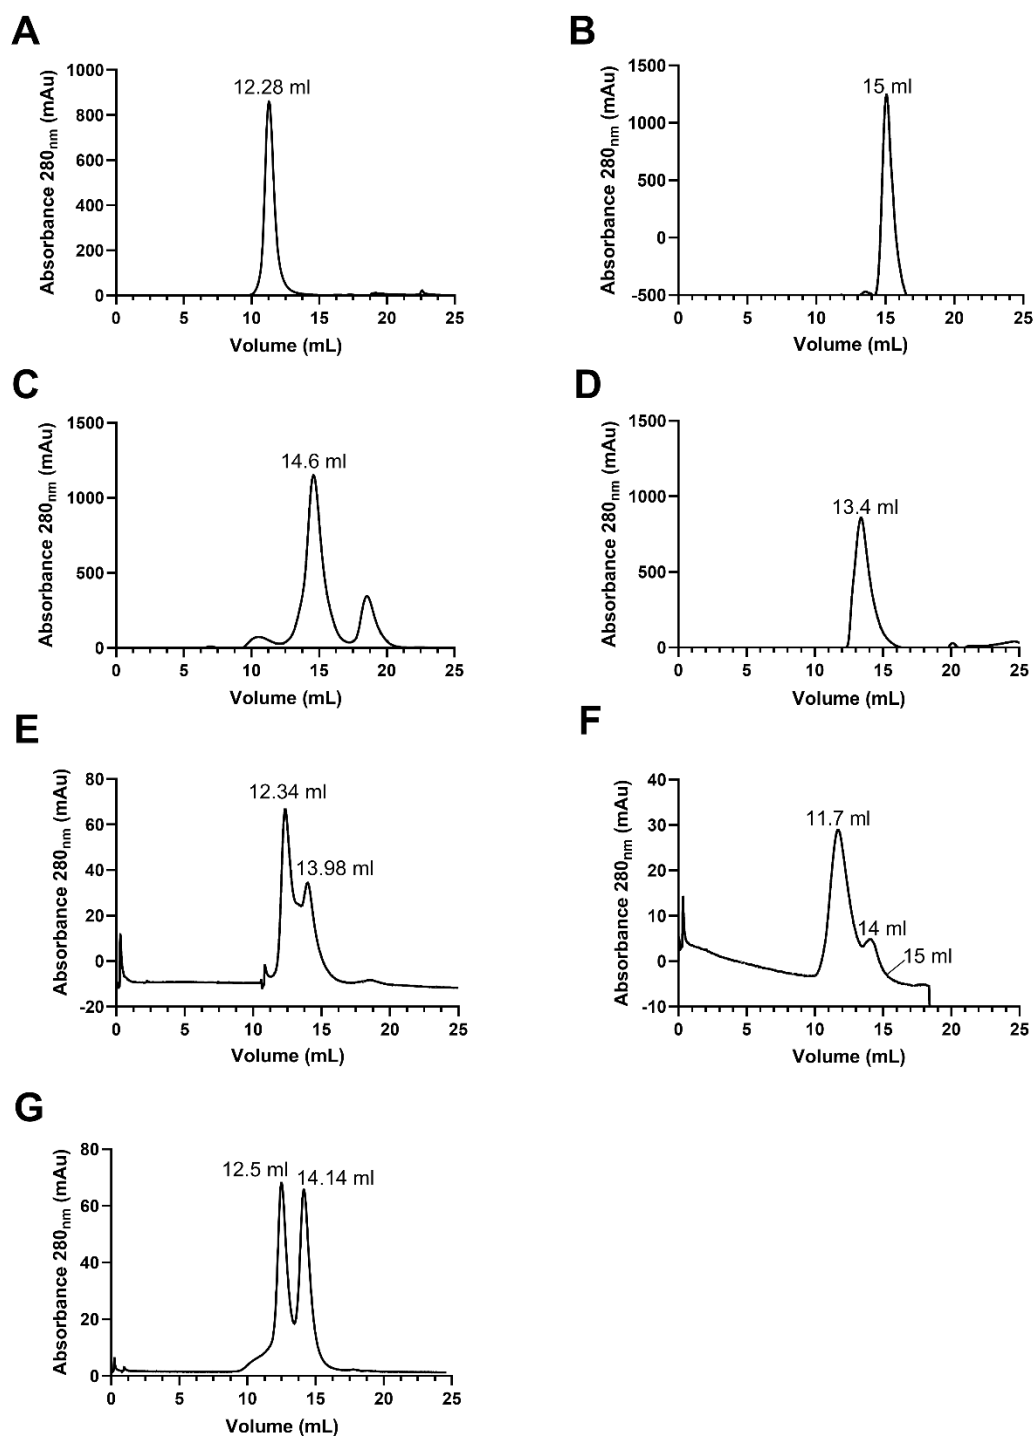 A
Absorbance 280nm (mAu)
1000
800
600
400
200
0
12.28 ml
0 5 10 15 20 25
Volume (mL)
B
Absorbance 280nm (mAu)
1500
1000
500
0
-500
15 ml
0 5 10 15 20 25
Volume (mL)
C
Absorbance 280nm (mAu)
1500
1000
500
0
14.6 ml
0 5 10 15 20 25
Volume (mL)
D
Absorbance 280nm (mAu)
1500
1000
500
0
13.4 ml
0 5 10 15 20 25
Volume (mL)
E
Absorbance 280nm (mAu)
80
60
40
20
0
-20
12.34 ml
13.98 ml
0 5 10 15 20 25
Volume (mL)
F
Absorbance 280nm (mAu)
40
30
20
10
0
-10
11.7 ml
14 ml
15 ml
0 5 10 15 20 25
Volume (mL)
G
Absorbance 280nm (mAu)
80
60
40
20
0
12.5 ml
14.14 ml
0 5 10 15 20 25
Volume (mL)